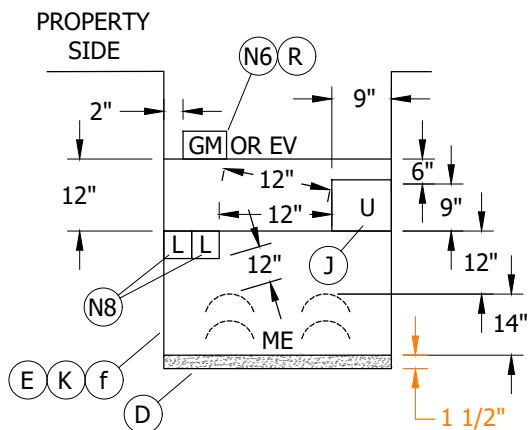 PROPERTY
SIDE
N6 R
2"
9"
GM OR EV
12"
6"
12"
9"
U
12"
L L
J
12"
12"
N8
14"
ME
E K f
D
1 1/2"